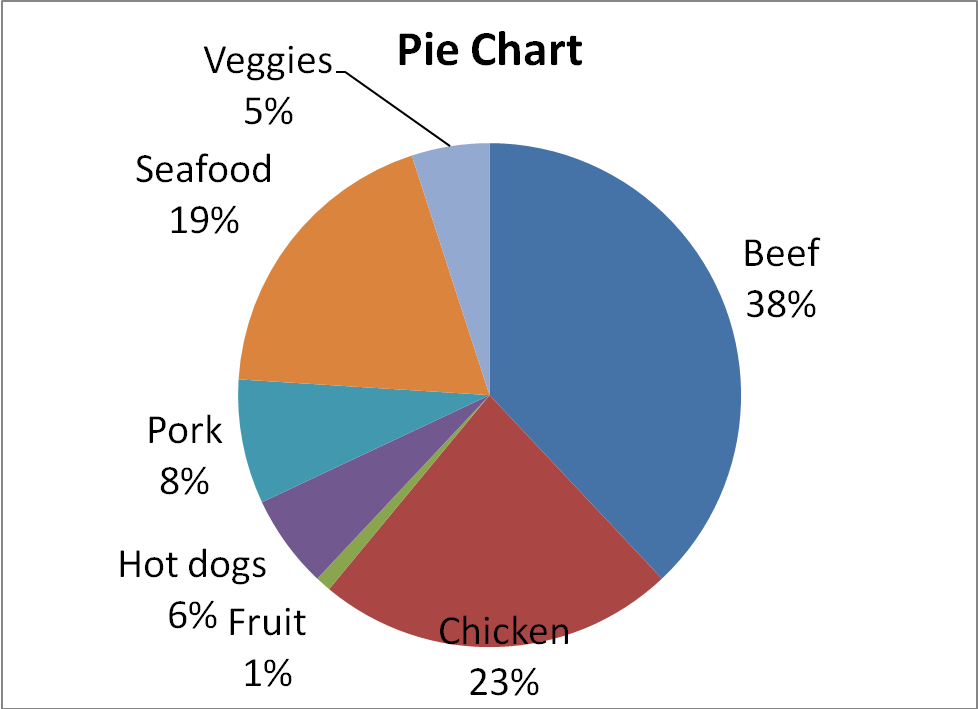 Pie Chart
Veggies
5%
Seafood
19%
Beef
38%
Pork
8%
Hot dogs
6%
Fruit
1%
Chicken
23%